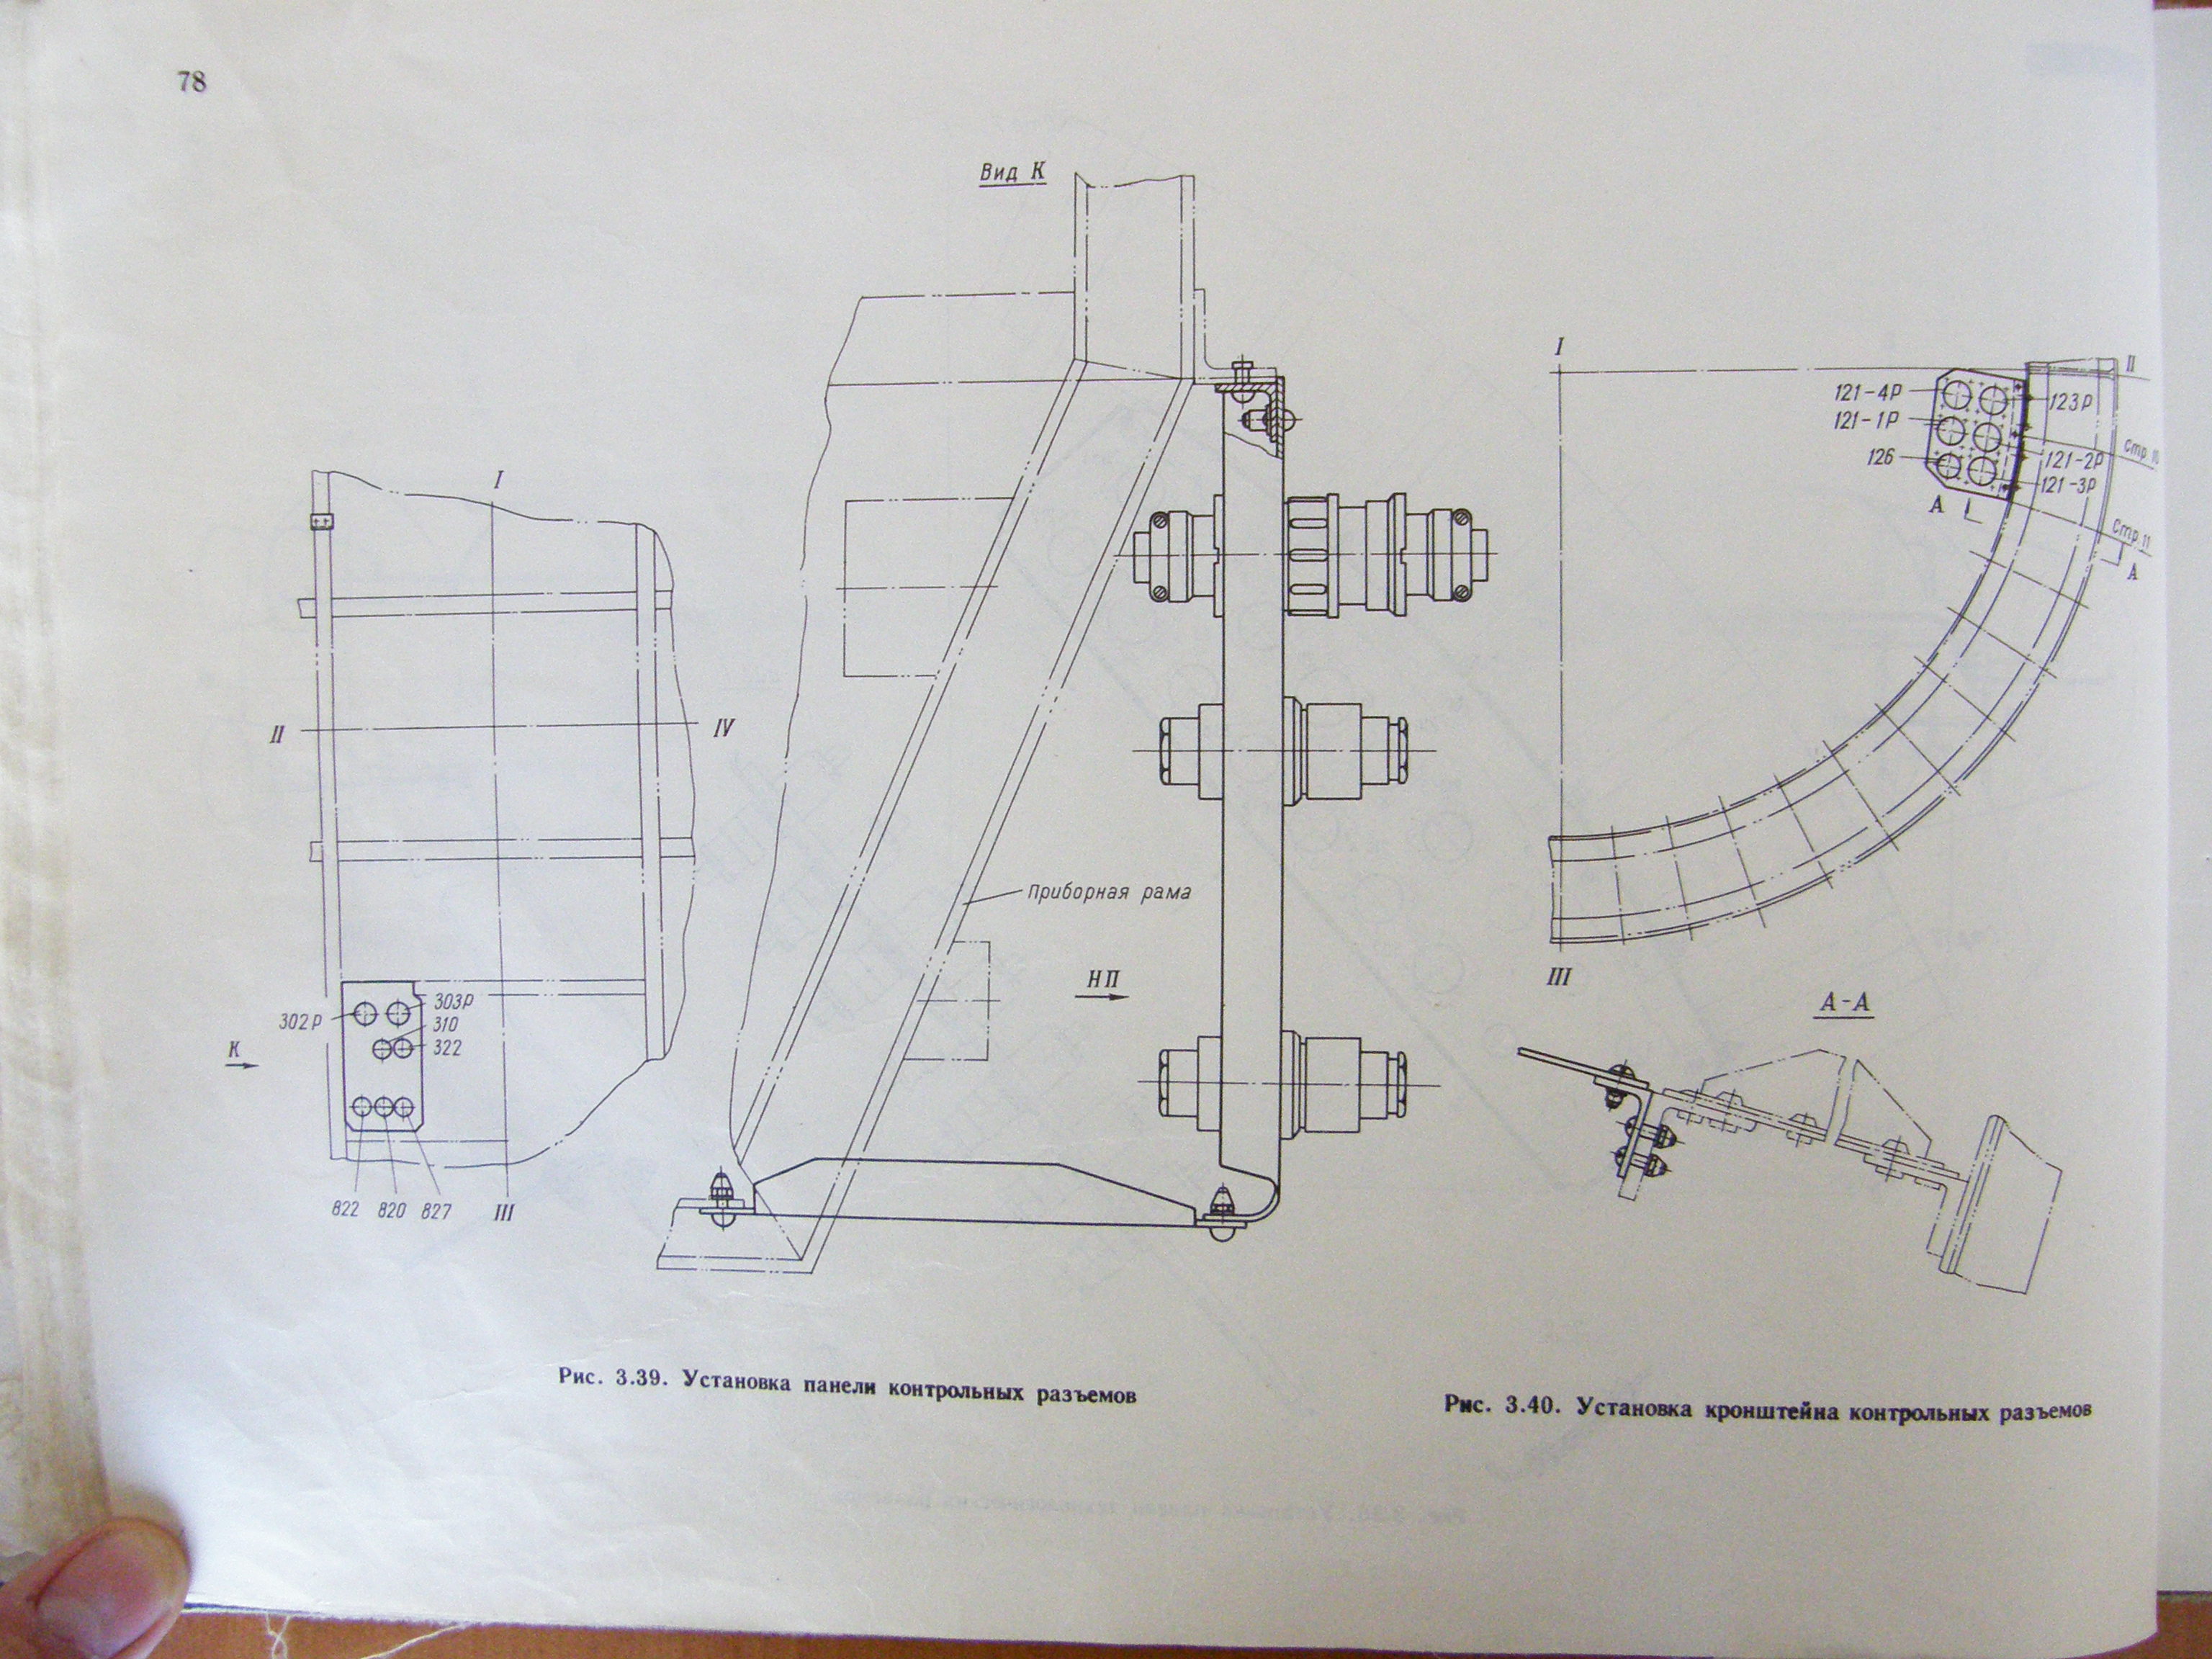 78
Вид К
I
II
IV
302Р
303Р
310
322
К
822 820 827 III
Приборная рама
НП
I
II
121-4Р
123Р
121-1Р
126
121-2Р
121-3Р
Стр 10
Стр. 11
А
А
III
А-А
Рис. 3.39. Установка панели контрольных разъемов
Рис. 3.40. Установка кронштейна контрольных разъемов